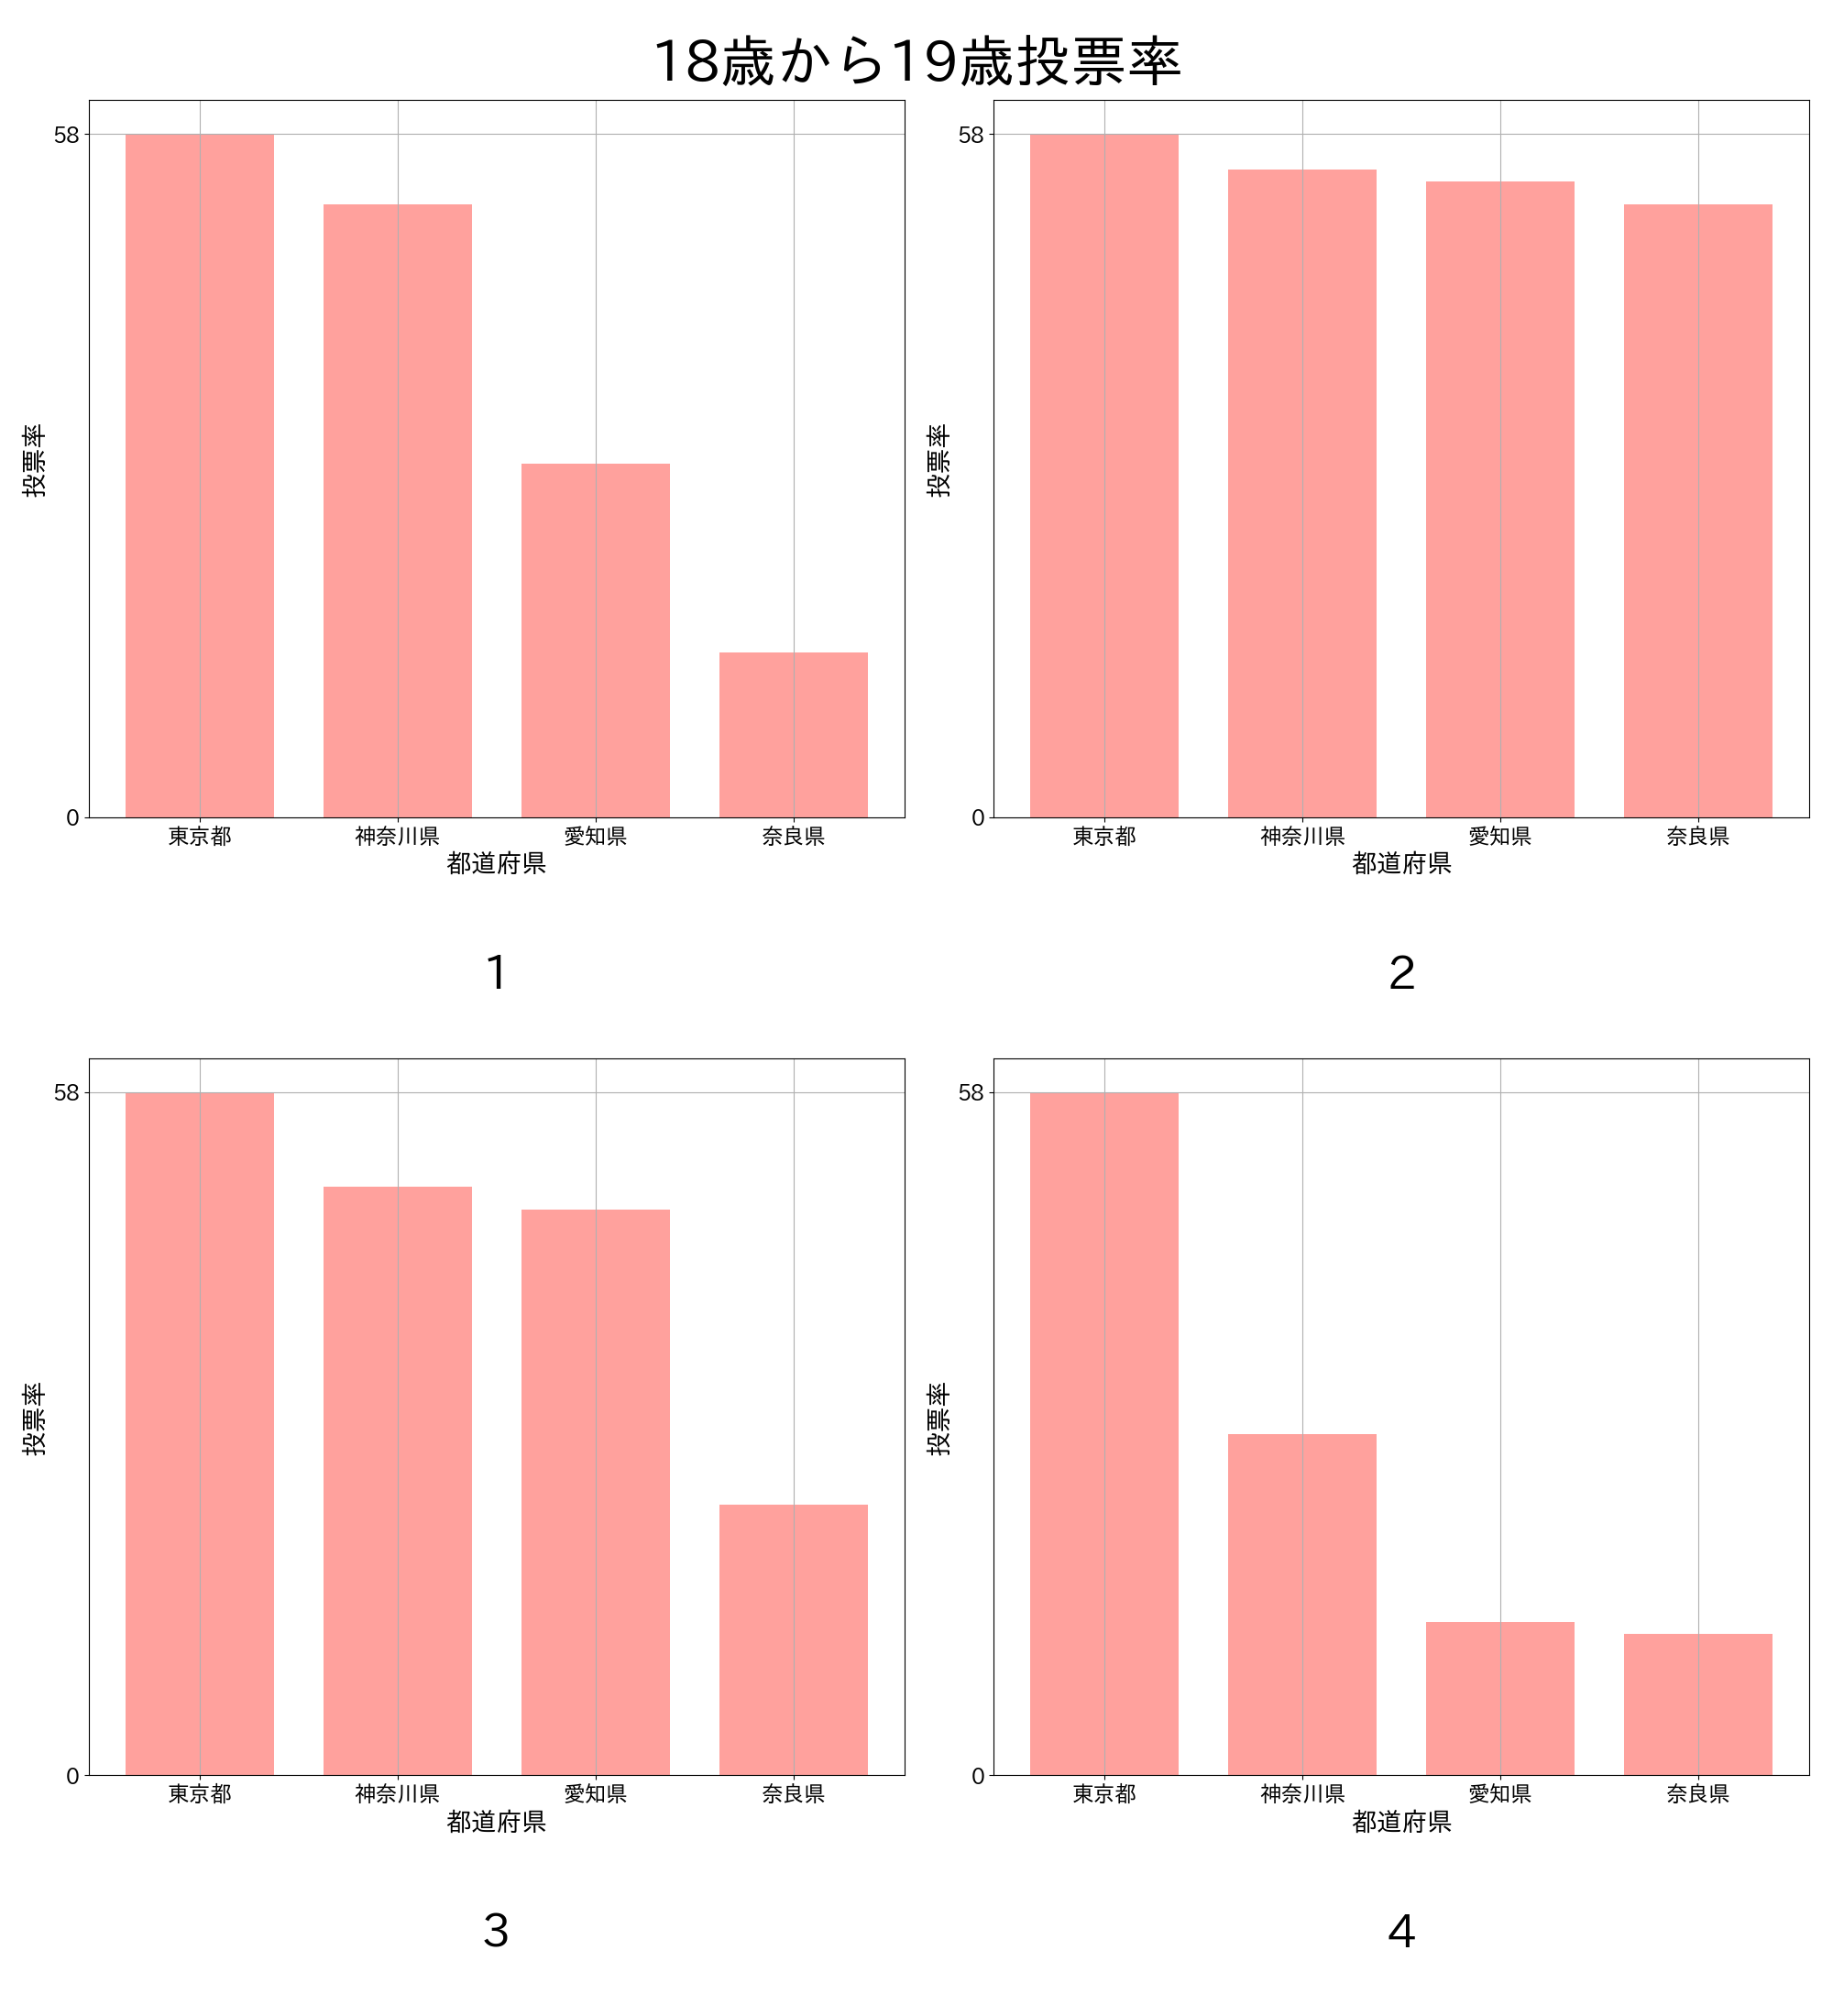 18歳から19歳投票率
58
0
投票率
東京都 神奈川県 愛知県 奈良県
都道府県
1
58
0
投票率
東京都 神奈川県 愛知県 奈良県
都道府県
2
58
0
投票率
東京都 神奈川県 愛知県 奈良県
都道府県
3
58
0
投票率
東京都 神奈川県 愛知県 奈良県
都道府県
4